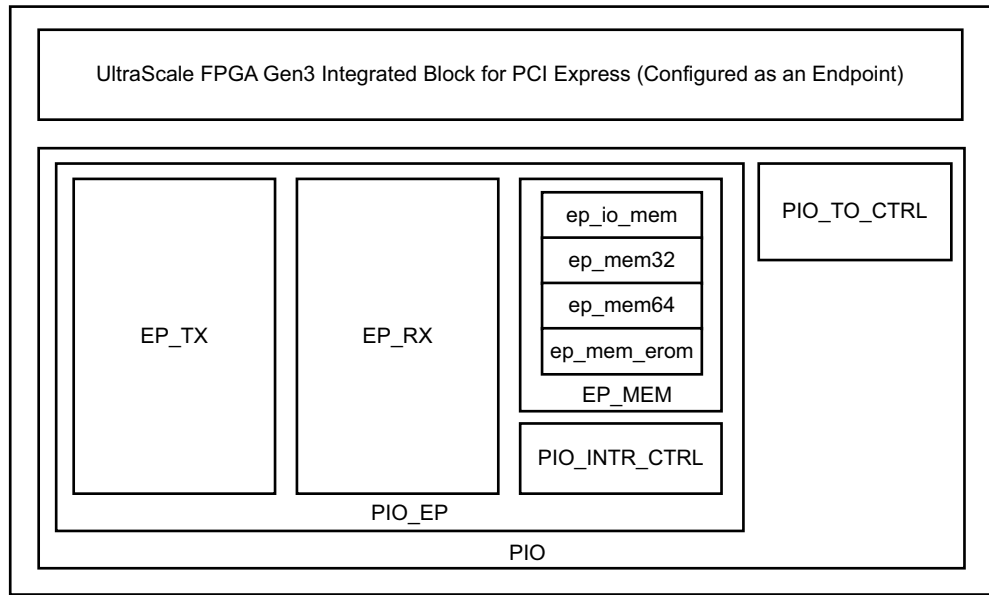 UltraScale FPGA Gen3 Integrated Block for PCI Express (Configured as an Endpoint)
EP_TX
EP_RX
ep_io_mem
ep_mem32
ep_mem64
ep_mem_erom
EP_MEM
PIO_INTR_CTRL
PIO_TO_CTRL
PIO_EP
PIO